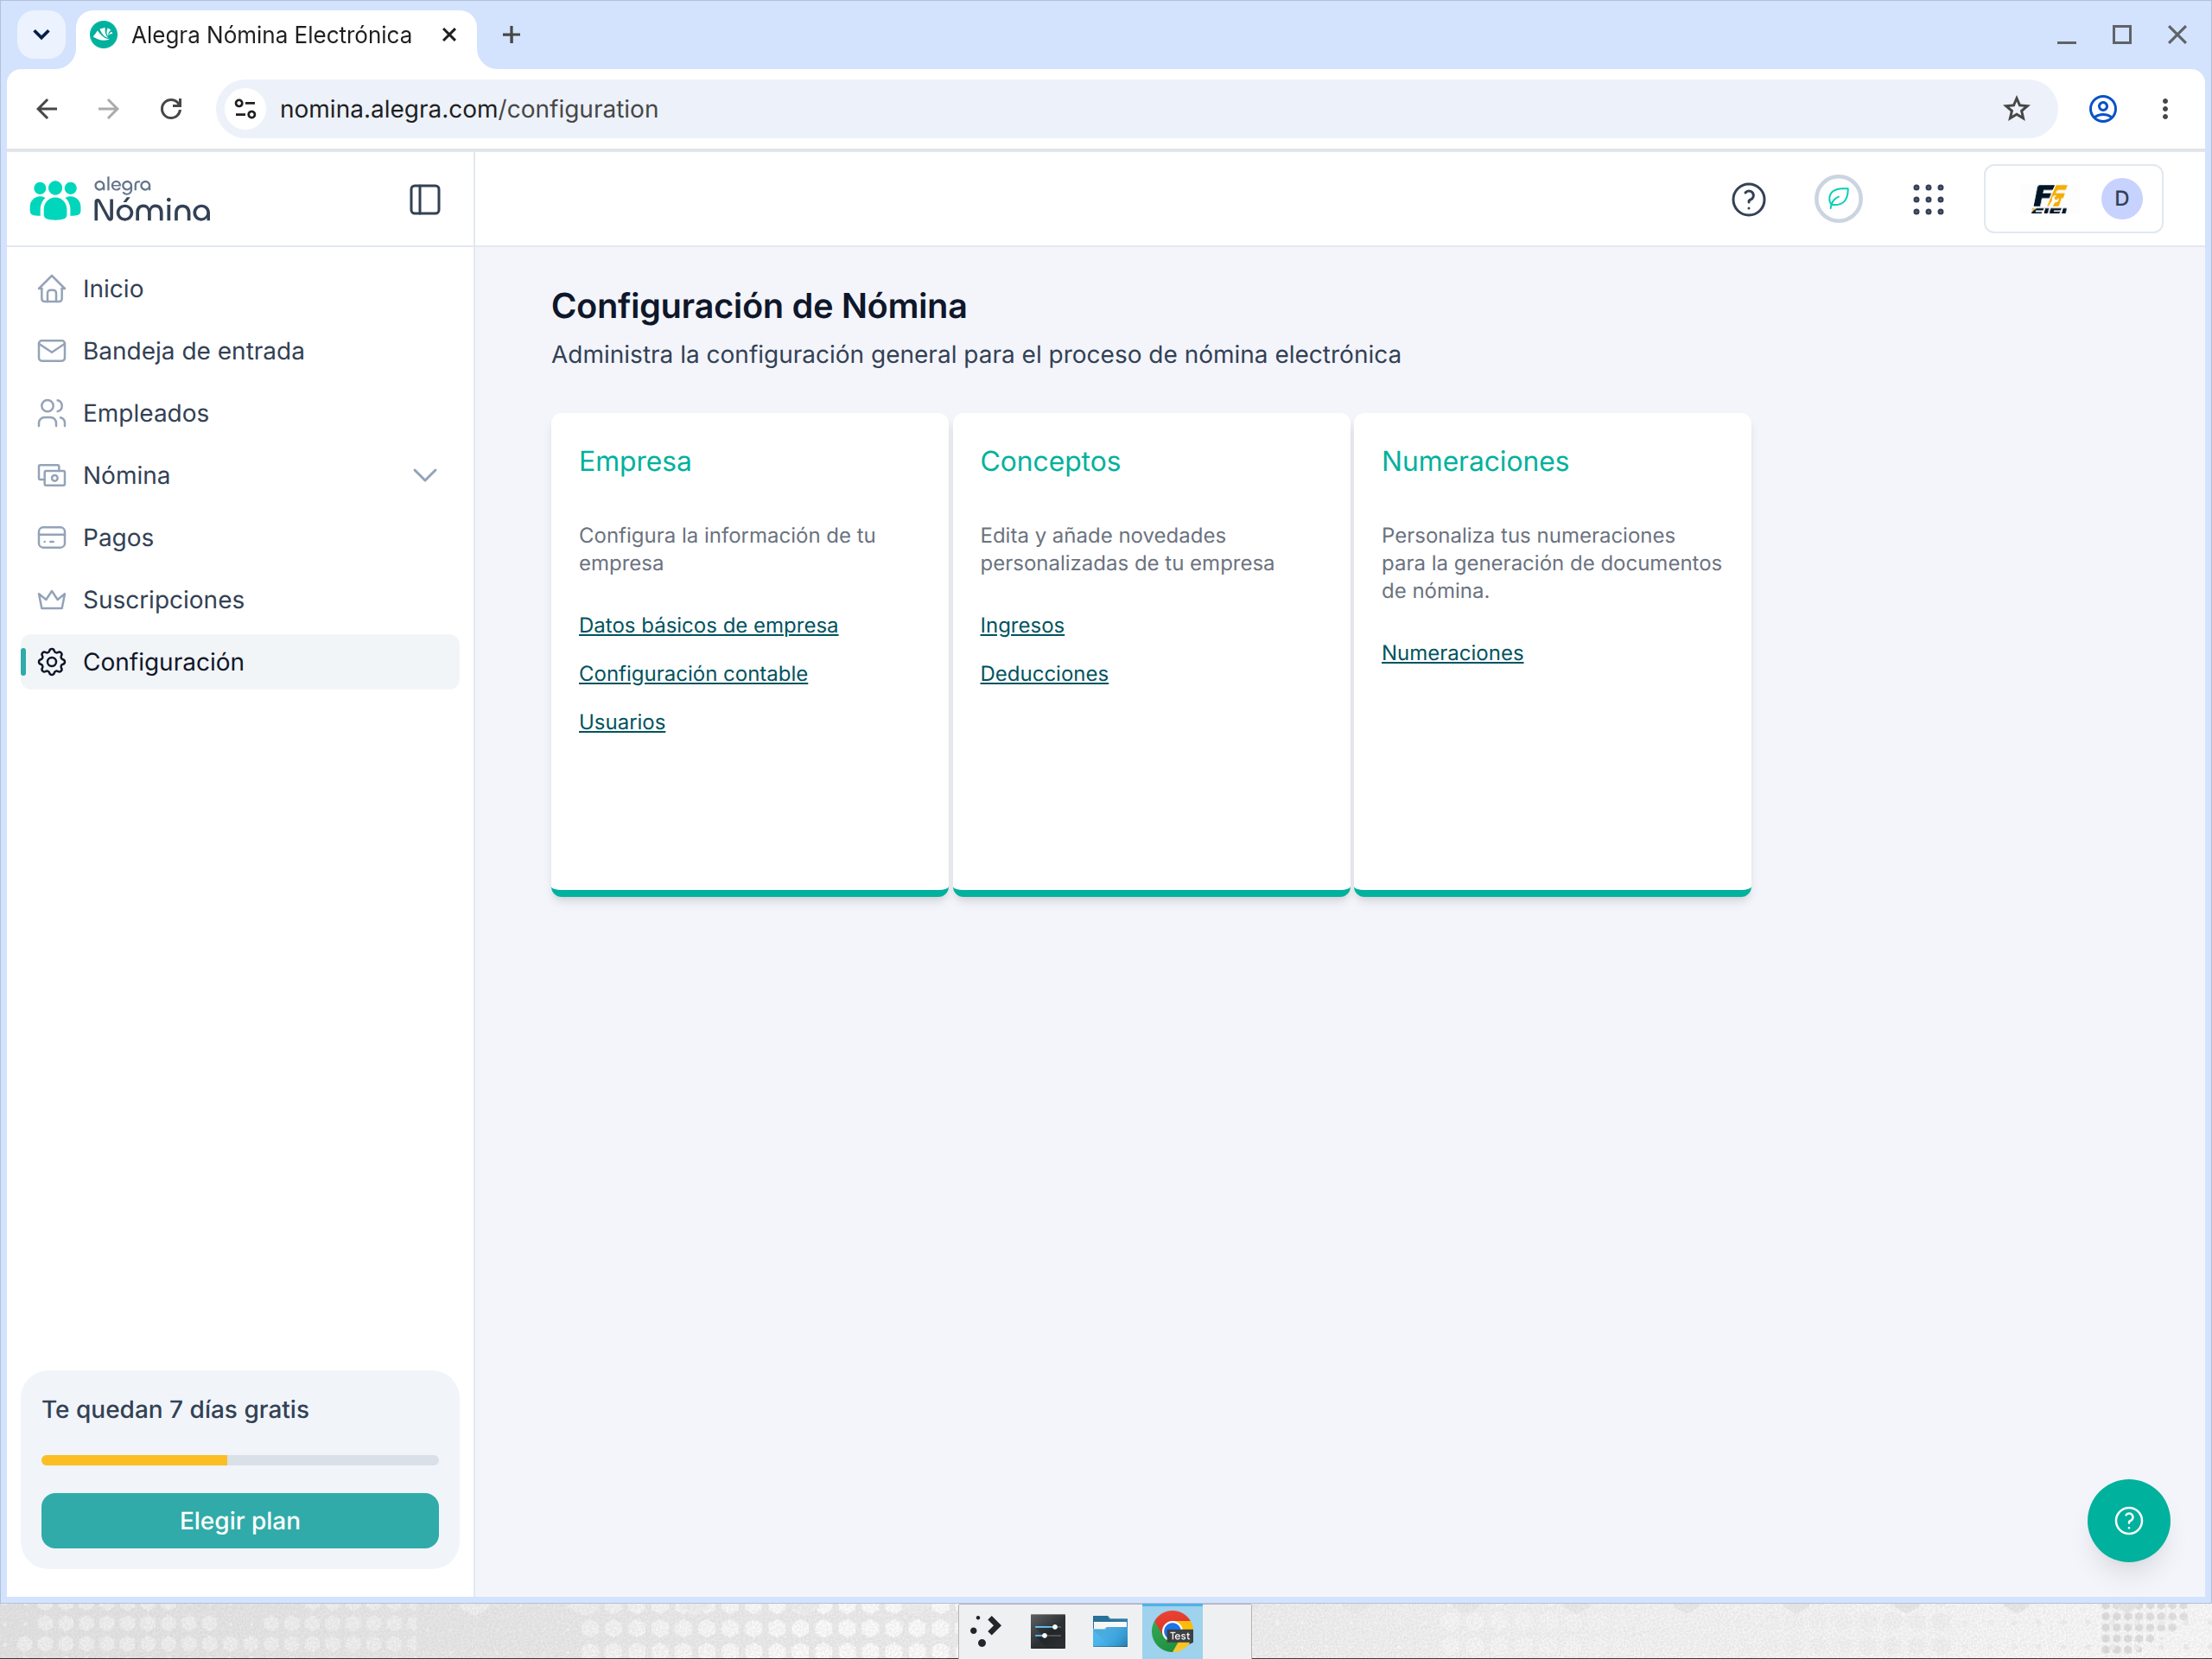 Alegra Nómina Electrónica
nomina.alegra.com/configuration
alegra
Nómina
D
Inicio
Bandeja de entrada
Empleados
Nómina
Pagos
Suscripciones
Configuración
Te quedan 7 días gratis
Elegir plan
Configuración de Nómina
Administra la configuración general para el proceso de nómina electrónica
Empresa
Configura la información de tu
empresa
Datos básicos de empresa
Configuración contable
Usuarios
Conceptos
Edita y añade novedades
personalizadas de tu empresa
Ingresos
Deducciones
Numeraciones
Personaliza tus numeraciones
para la generación de documentos
de nómina.
Numeraciones
Test